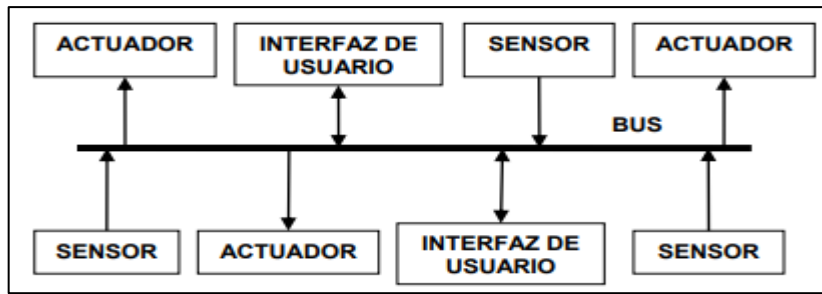 ACTUADOR
INTERFAZ DE
USUARIO
SENSOR
ACTUADOR
BUS
SENSOR
ACTUADOR
INTERFAZ DE
USUARIO
SENSOR